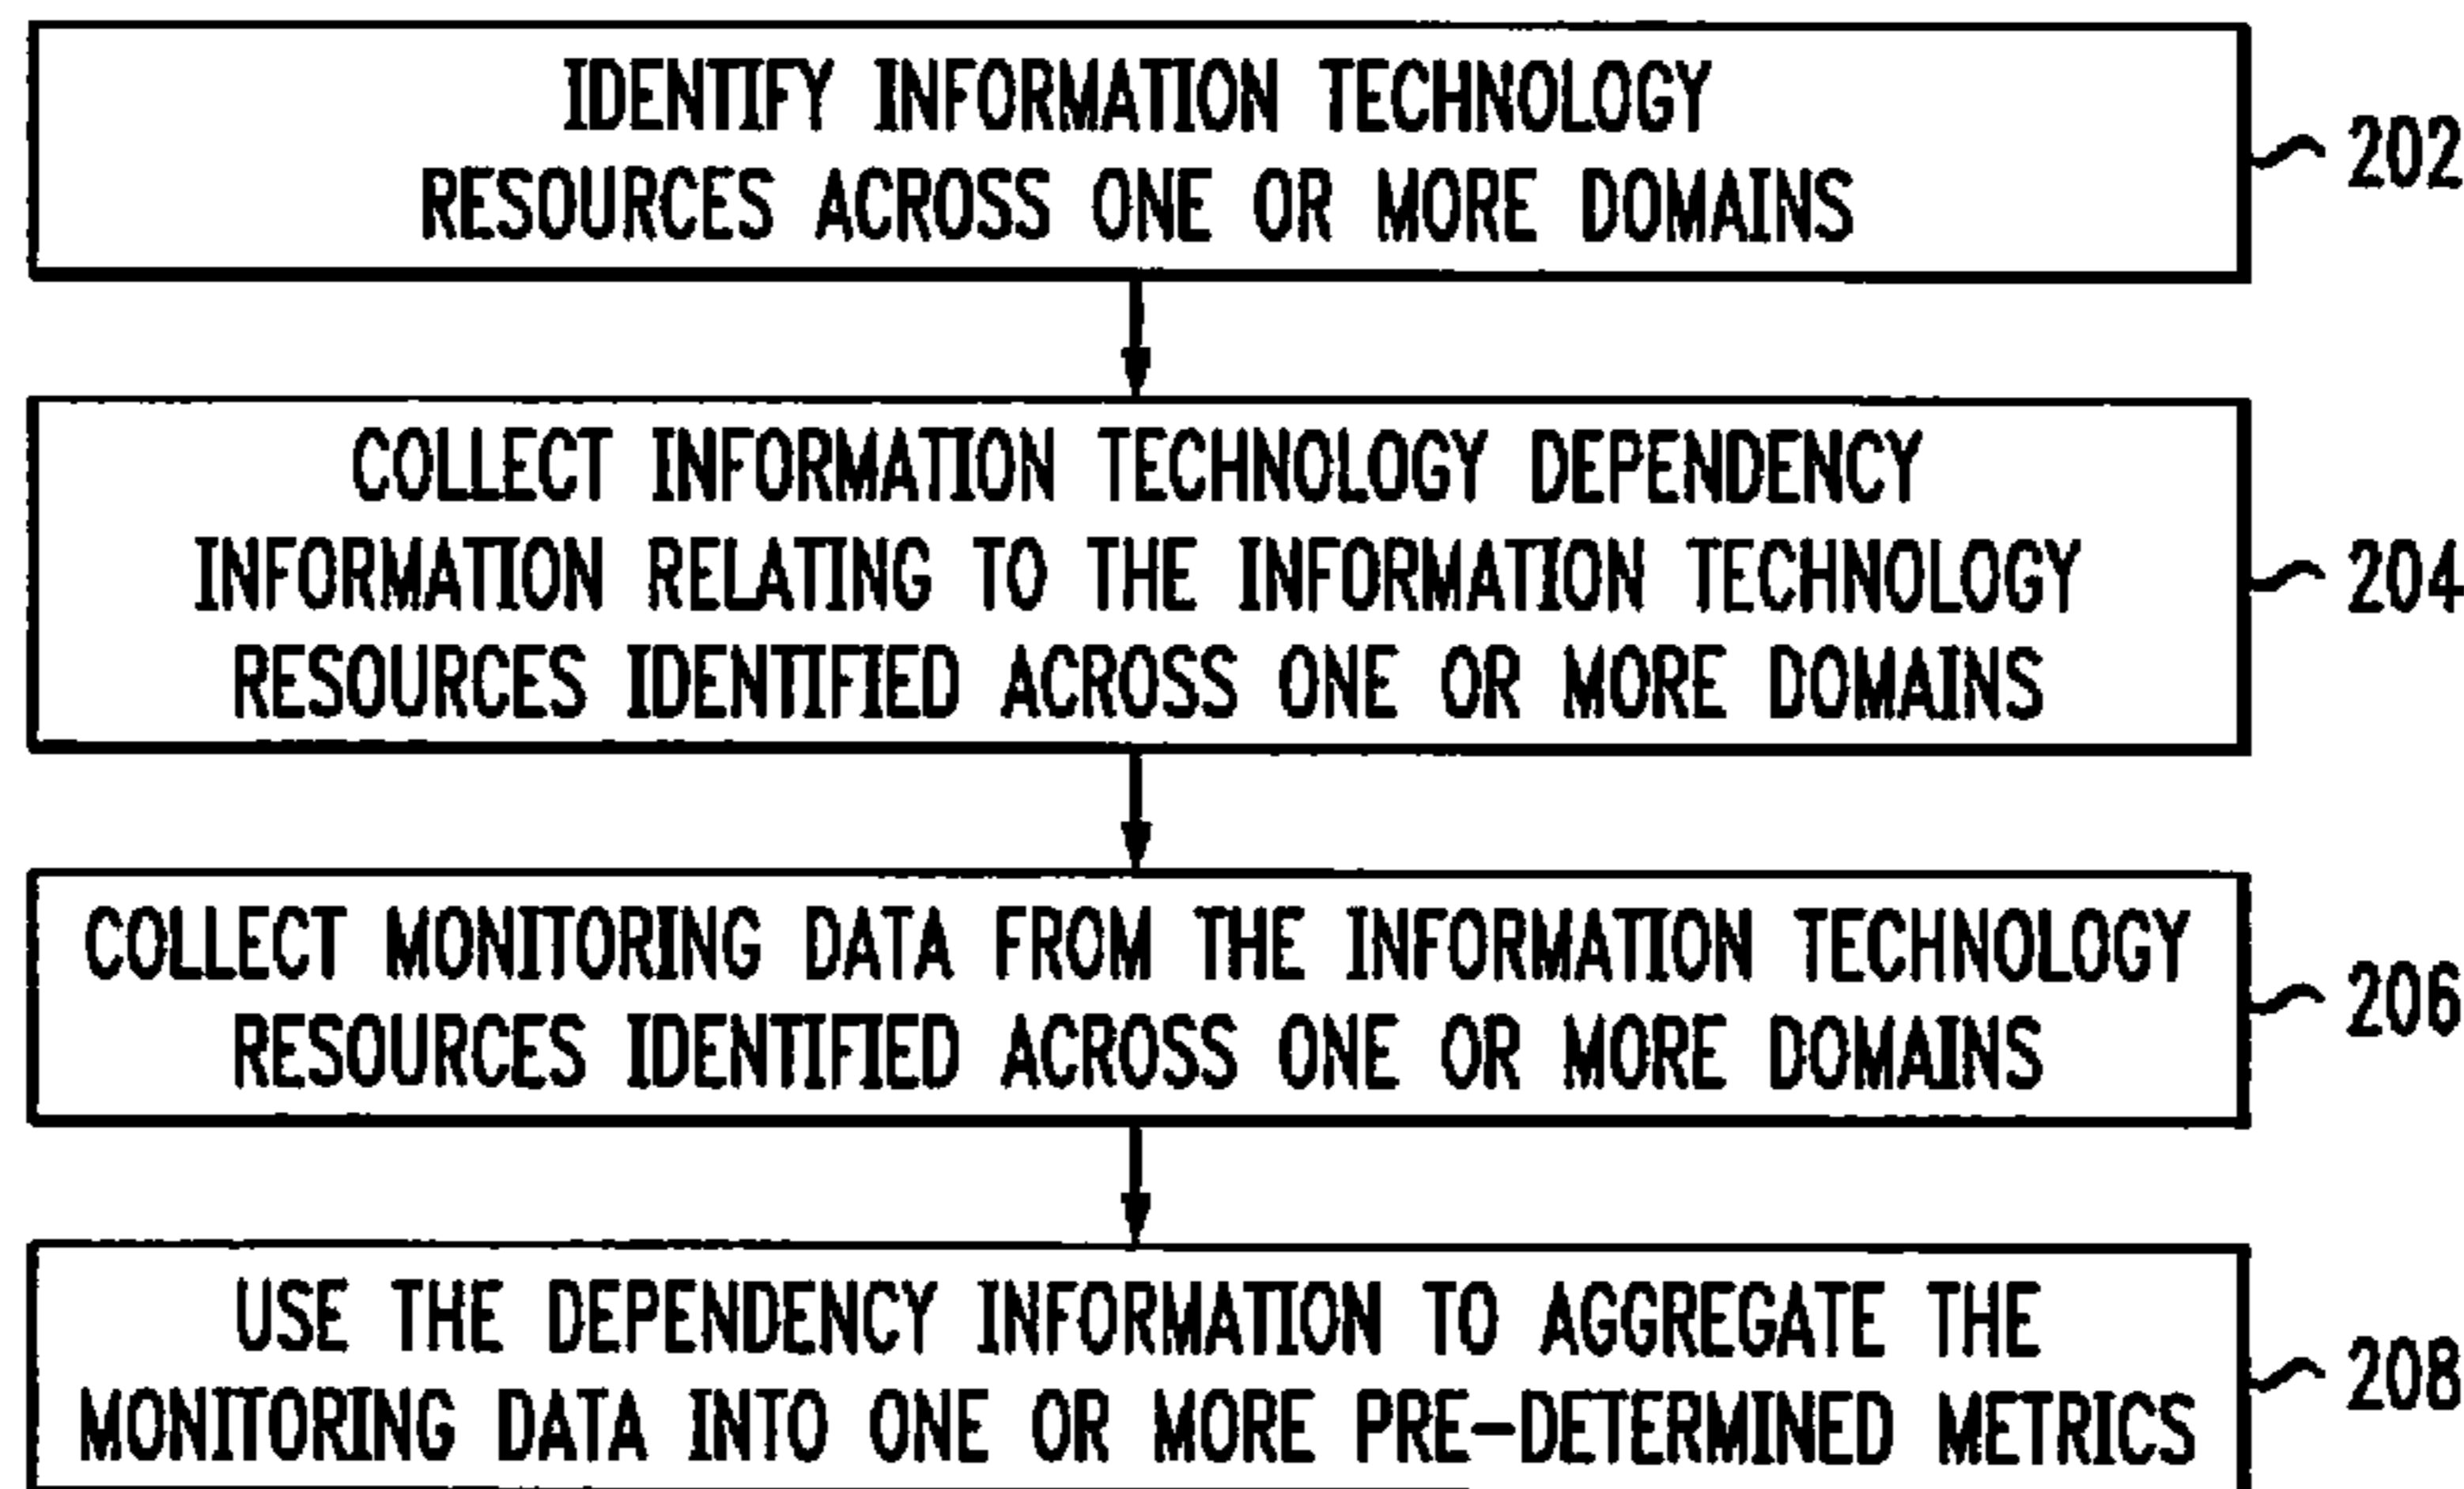 IDENTIFY INFORMATION TECHNOLOGY
RESOURCES ACROSS ONE OR MORE DOMAINS
202
COLLECT INFORMATION TECHNOLOGY DEPENDENCY
INFORMATION RELATING TO THE INFORMATION TECHNOLOGY
RESOURCES IDENTIFIED ACROSS ONE OR MORE DOMAINS
204
COLLECT MONITORING DATA FROM THE INFORMATION TECHNOLOGY
RESOURCES IDENTIFIED ACROSS ONE OR MORE DOMAINS
206
USE THE DEPENDENCY INFORMATION TO AGGREGATE THE
MONITORING DATA INTO ONE OR MORE PRE-DETERMINED METRICS
208